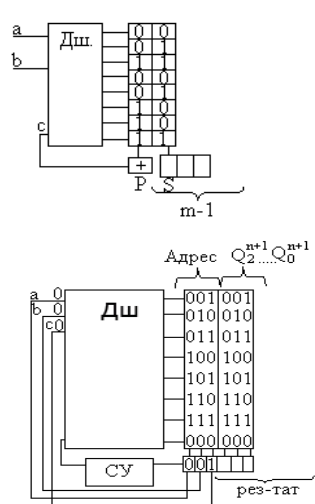 a
Дш.
b
c
0 0
0 1
1 1
0 0
0 1
1 0
1 0
1 1
+
P S
m-1
Адрес Q₂ⁿ⁺¹.....Q₀ⁿ⁺¹
a 0
b 0
c 0
Дш
001 001
010 010
011 011
100 100
101 101
110 110
111 111
000 000
СУ
001
рез-тат